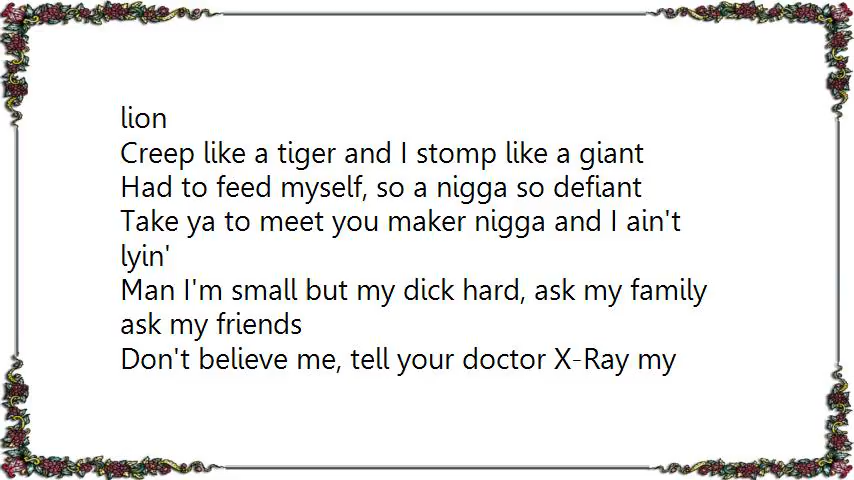 lion
Creep like a tiger and I stomp like a giant
Had to feed myself, so a nigga so defiant
Take ya to meet you maker nigga and I ain't
lyin'
Man I'm small but my dick hard, ask my family
ask my friends
Don't believe me, tell your doctor X-Ray my